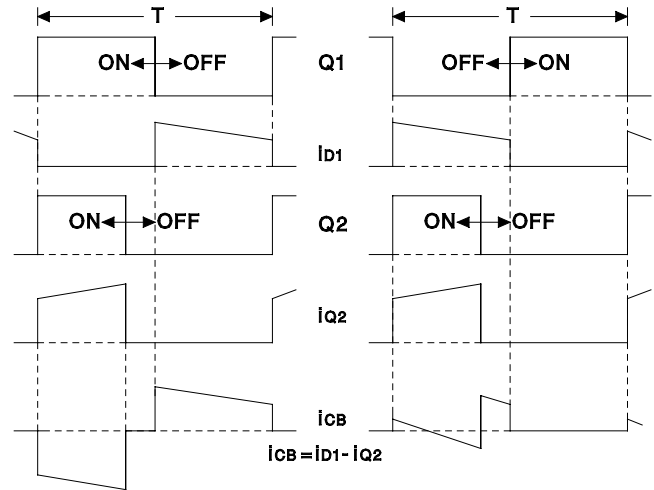 T T
ON OFF Q1 OFF ON
iD1
ON OFF Q2 ON OFF
iQ2
iCB
iCB = iD1 - iQ2